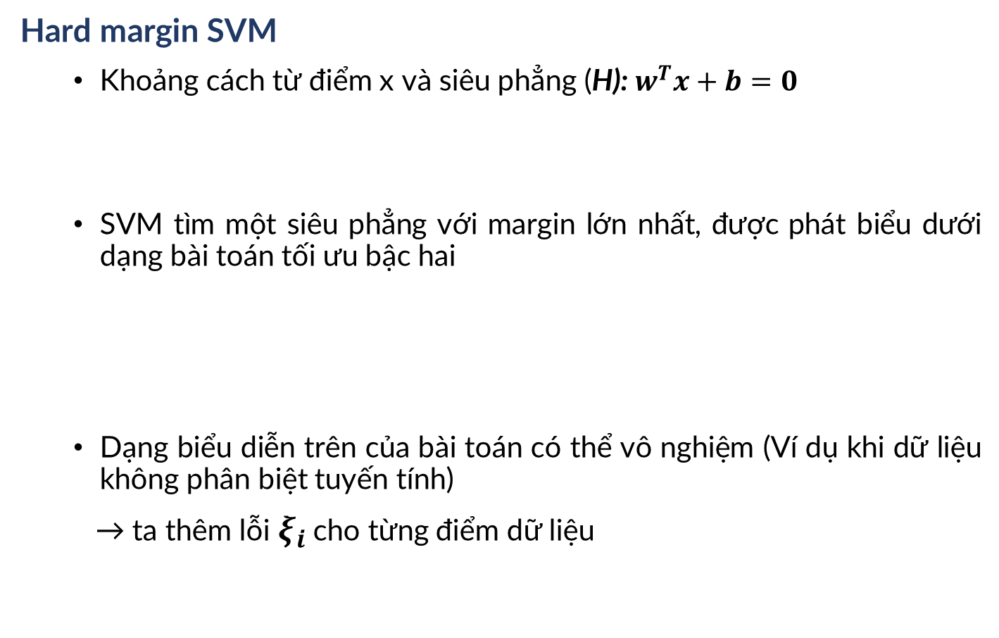 Hard margin SVM
• Khoảng cách từ điểm x và siêu phẳng (H): wᵀx + b = 0
• SVM tìm một siêu phẳng với margin lớn nhất, được phát biểu dưới
dạng bài toán tối ưu bậc hai
• Dạng biểu diễn trên của bài toán có thể vô nghiệm (Ví dụ khi dữ liệu
không phân biệt tuyến tính)
→ ta thêm lỗi ξᵢ cho từng điểm dữ liệu